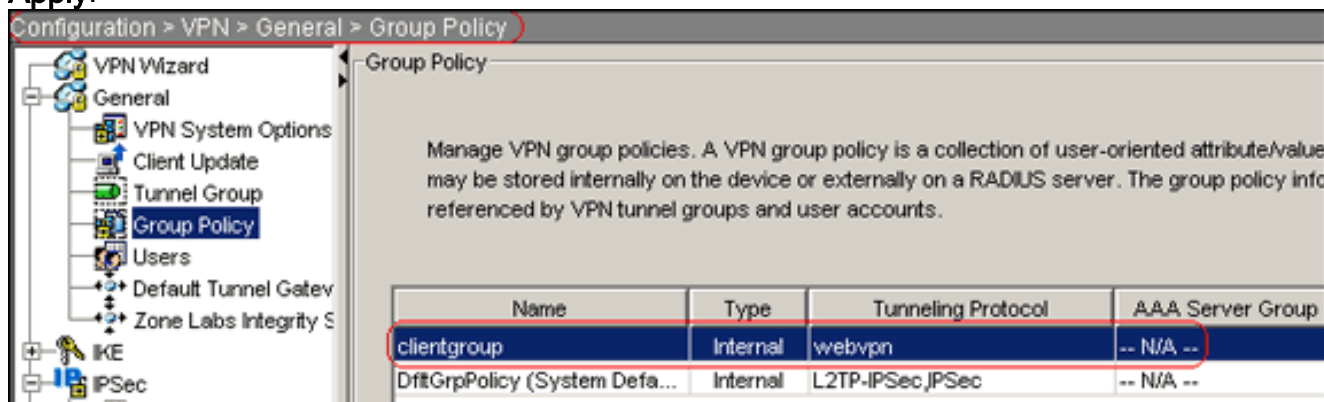 Apply.
Configuration > VPN > General > Group Policy
VPN Wizard
General
VPN System Options
Client Update
Tunnel Group
Group Policy
Users
Default Tunnel Gatev
Zone Labs Integrity S
IKE
IPSec
Group Policy
Manage VPN group policies. A VPN group policy is a collection of user-oriented attribute/value
may be stored internally on the device or externally on a RADIUS server. The group policy info
referenced by VPN tunnel groups and user accounts.
Name Type Tunneling Protocol AAA Server Group
clientgroup Internal webvpn -- N/A --
DfltGrpPolicy (System Defa... Internal L2TP-IPSec,IPSec -- N/A --